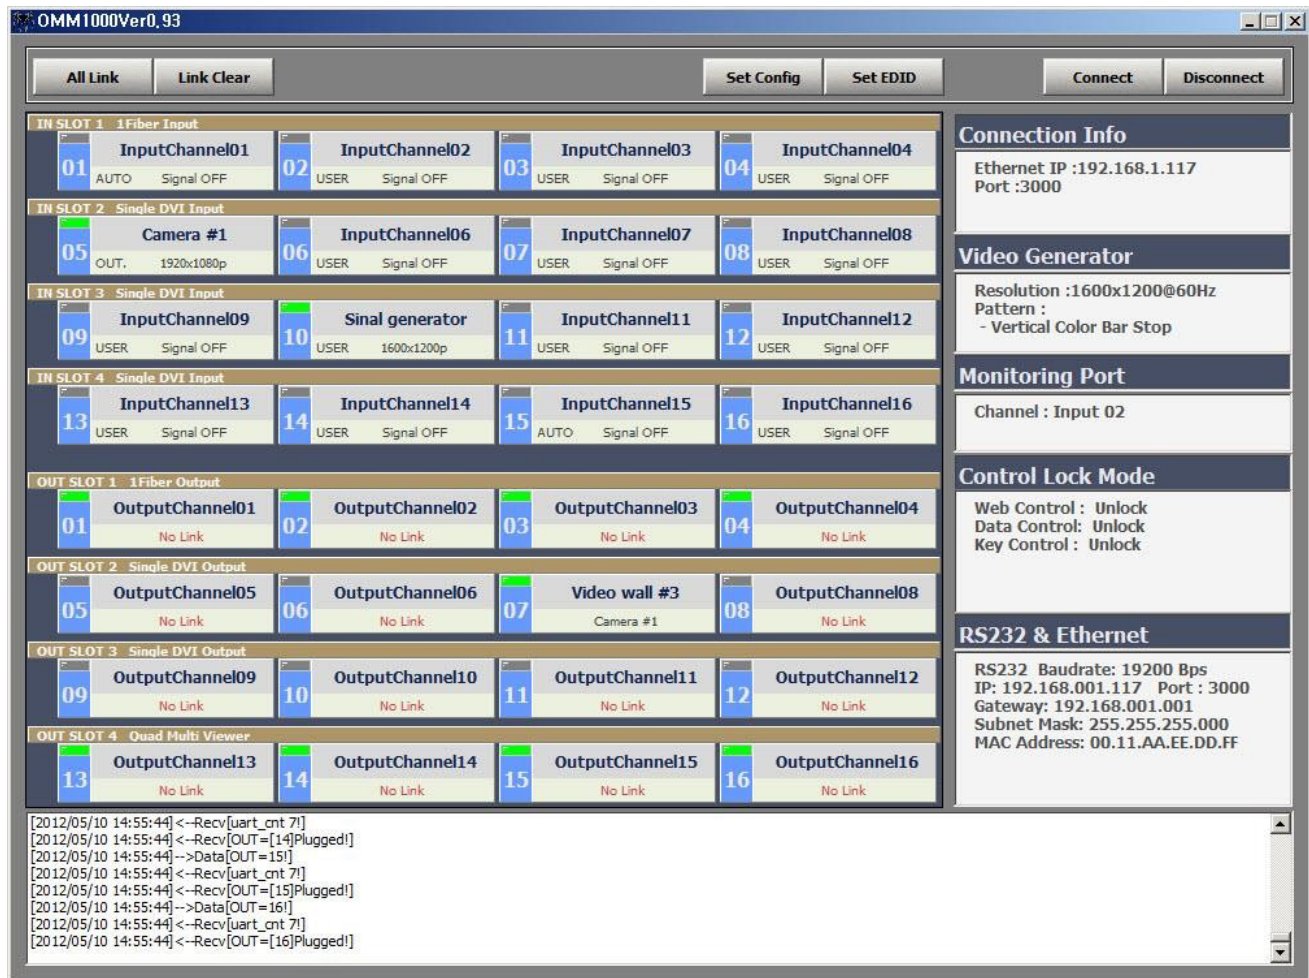 OMM1000Ver0,93
All Link Link Clear Set Config Set EDID Connect Disconnect
IN SLOT 1 1Fiber Input
01 InputChannel01 AUTO Signal OFF
02 InputChannel02 USER Signal OFF
03 InputChannel03 USER Signal OFF
04 InputChannel04 USER Signal OFF
IN SLOT 2 Single DVI Input
05 Camera #1 OUT. 1920x1080p
06 InputChannel06 USER Signal OFF
07 InputChannel07 USER Signal OFF
08 InputChannel08 USER Signal OFF
IN SLOT 3 Single DVI Input
09 InputChannel09 USER Signal OFF
10 Sinal generator USER 1600x1200p
11 InputChannel11 USER Signal OFF
12 InputChannel12 USER Signal OFF
IN SLOT 4 Single DVI Input
13 InputChannel13 USER Signal OFF
14 InputChannel14 USER Signal OFF
15 InputChannel15 AUTO Signal OFF
16 InputChannel16 USER Signal OFF
OUT SLOT 1 1Fiber Output
01 OutputChannel01 No Link
02 OutputChannel02 No Link
03 OutputChannel03 No Link
04 OutputChannel04 No Link
OUT SLOT 2 Single DVI Output
05 OutputChannel05 No Link
06 OutputChannel06 No Link
07 Video wall #3 Camera #1
08 OutputChannel08 No Link
OUT SLOT 3 Single DVI Output
09 OutputChannel09 No Link
10 OutputChannel10 No Link
11 OutputChannel11 No Link
12 OutputChannel12 No Link
OUT SLOT 4 Quad Multi Viewer
13 OutputChannel13 No Link
14 OutputChannel14 No Link
15 OutputChannel15 No Link
16 OutputChannel16 No Link
Connection Info
Ethernet IP :192.168.1.117
Port :3000
Video Generator
Resolution :1600x1200@60Hz
Pattern :
- Vertical Color Bar Stop
Monitoring Port
Channel : Input 02
Control Lock Mode
Web Control : Unlock
Data Control: Unlock
Key Control : Unlock
RS232 & Ethernet
RS232 Baudrate: 19200 Bps
IP: 192.168.001.117 Port : 3000
Gateway: 192.168.001.001
Subnet Mask: 255.255.255.000
MAC Address: 00.11.AA.EE.DD.FF
[2012/05/10 14:55:44]<--Recv[uart_cnt 7!]
[2012/05/10 14:55:44]<--Recv[OUT=[14]Plugged!]
[2012/05/10 14:55:44]-->Data[OUT=15!]
[2012/05/10 14:55:44]<--Recv[uart_cnt 7!]
[2012/05/10 14:55:44]<--Recv[OUT=[15]Plugged!]
[2012/05/10 14:55:44]-->Data[OUT=16!]
[2012/05/10 14:55:44]<--Recv[uart_cnt 7!]
[2012/05/10 14:55:44]<--Recv[OUT=[16]Plugged!]